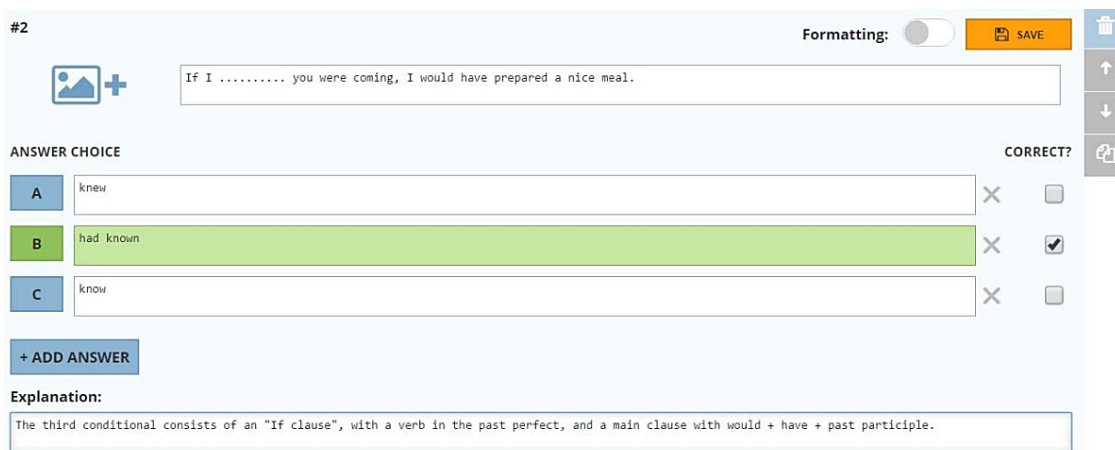 #2
Formatting: SAVE
If I .......... you were coming, I would have prepared a nice meal.
ANSWER CHOICE CORRECT?
A knew
B had known
C know
+ ADD ANSWER
Explanation:
The third conditional consists of an "If clause", with a verb in the past perfect, and a main clause with would + have + past participle.